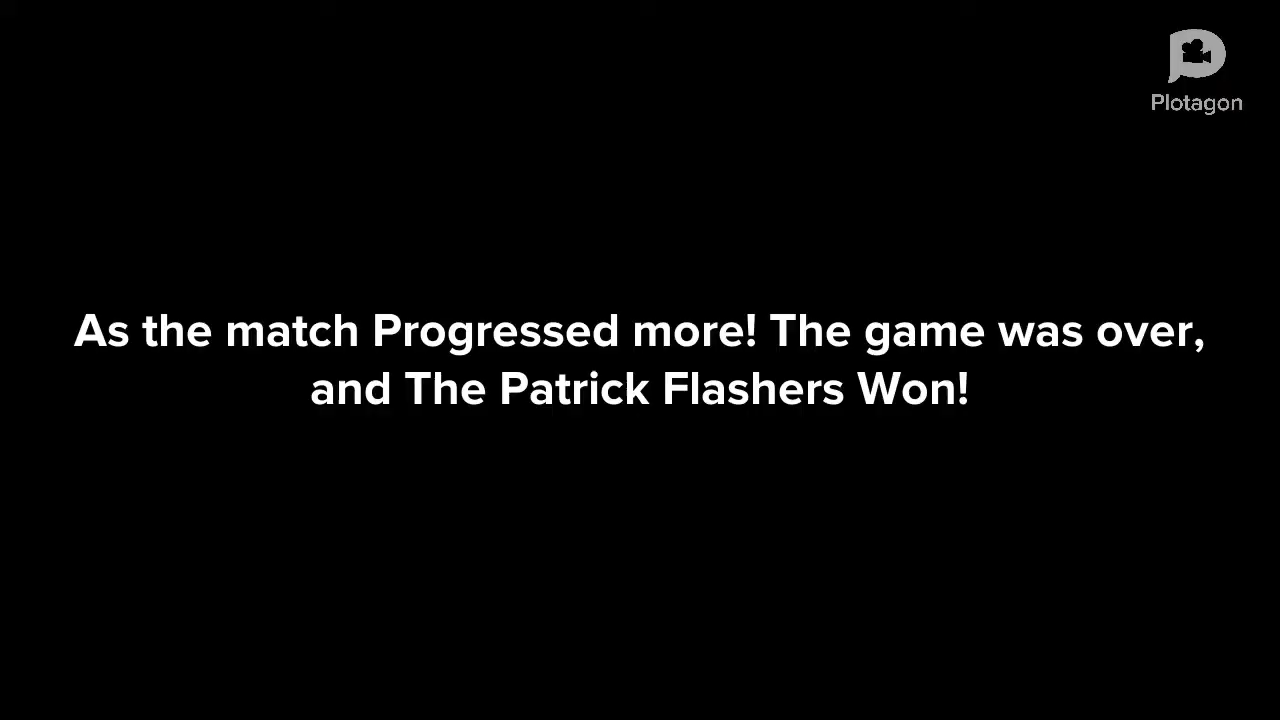 Plotagon
As the match Progressed more! The game was over,
and The Patrick Flashers Won!